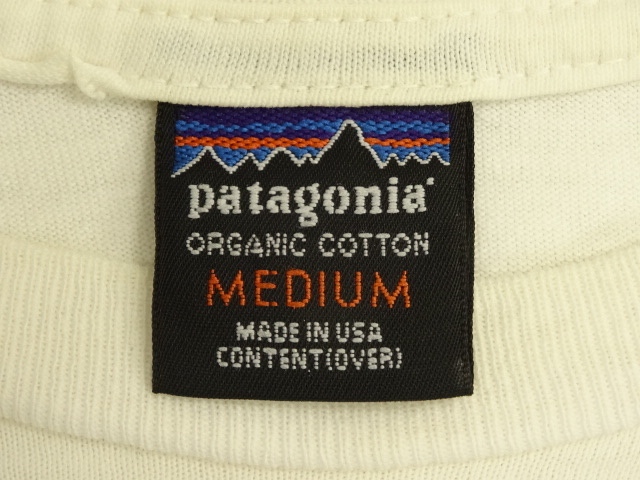 patagonia
ORGANIC COTTON
MEDIUM
MADE IN USA
CONTENT(OVER)